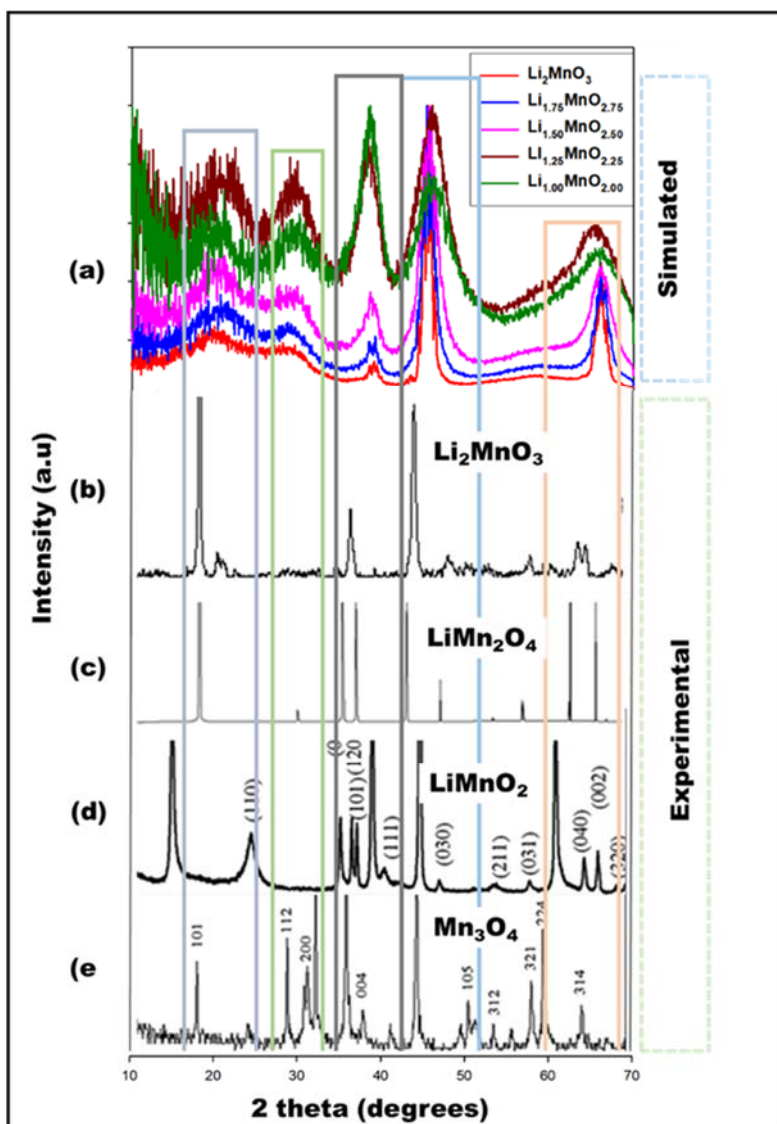 Li₂MnO₃
Li₁.₇₅MnO₂.₇₅
Li₁.₅₀MnO₂.₅₀
LI₁.₂₅MnO₂.₂₅
Li₁.₀₀MnO₂.₀₀
Simulated
(a)
Intensity (a.u)
(b)
Li₂MnO₃
(c)
LiMn₂O₄
Experimental
(d)
LiMnO₂
(110)
(120
(101)
(111)
(030)
(211)
(031)
(040)
(002)
(e
Mn₃O₄
101
112
200
004
105
312
321
224
314
10 20 30 40 50 60 70
2 theta (degrees)